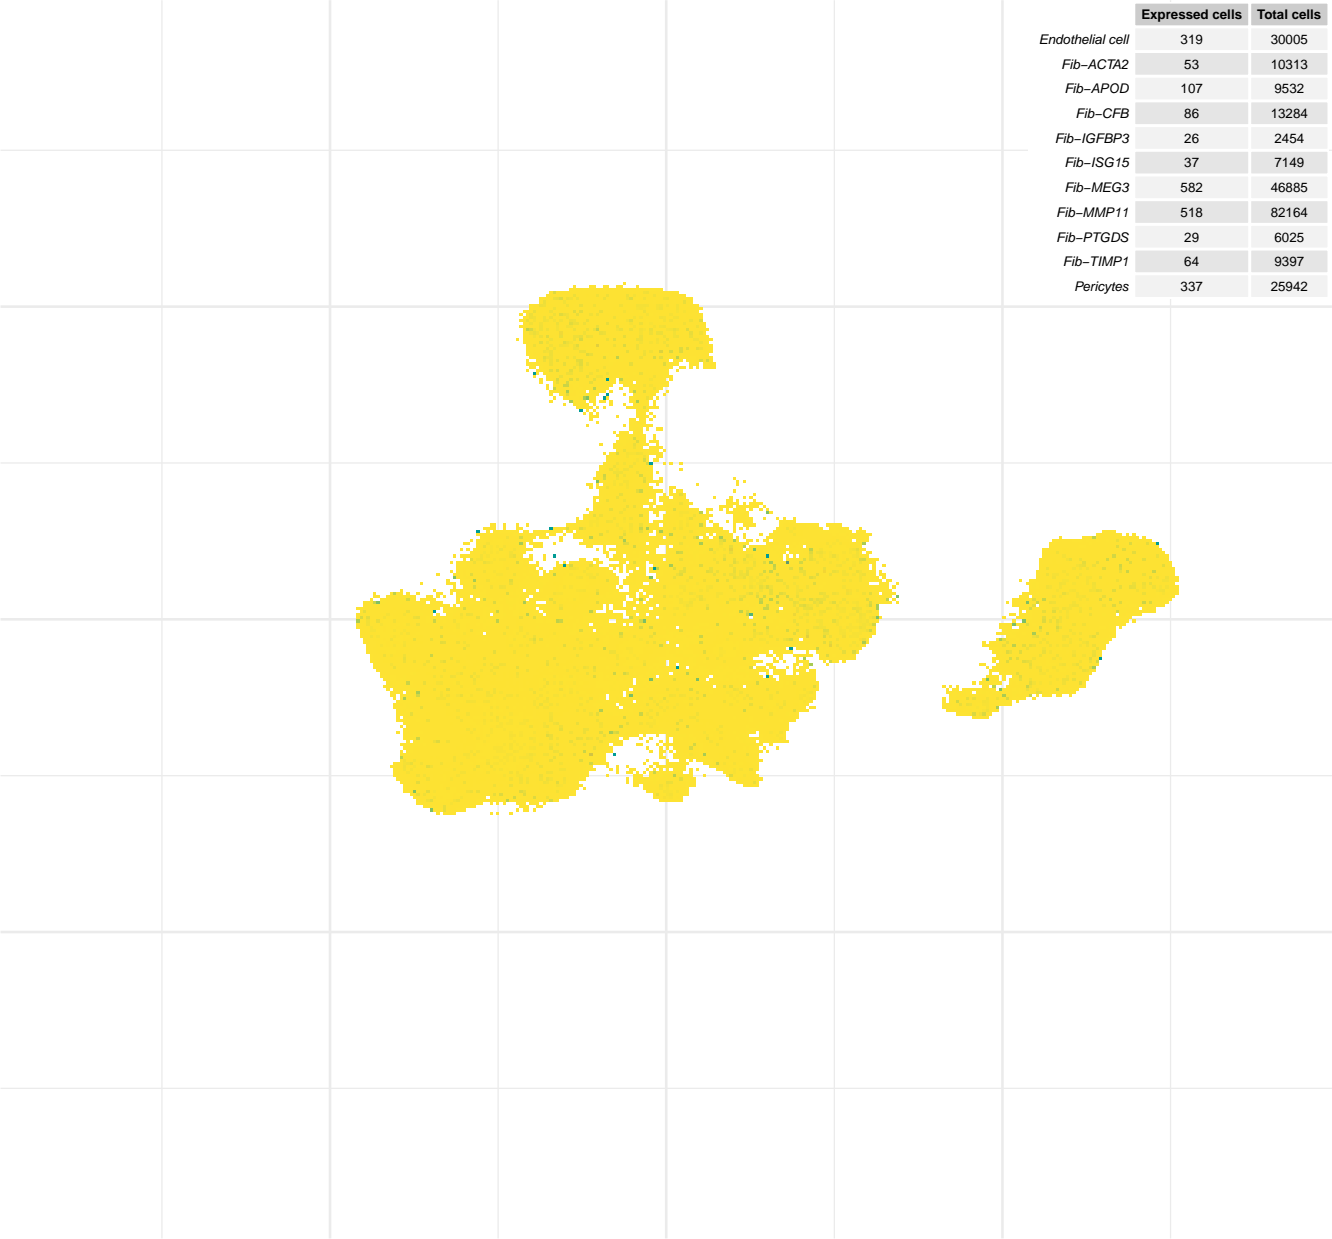 Expressed cells Total cells
Endothelial cell 319 30005
Fib−ACTA2 53 10313
Fib−APOD 107 9532
Fib−CFB 86 13284
Fib−IGFBP3 26 2454
Fib−ISG15 37 7149
Fib−MEG3 582 46885
Fib−MMP11 518 82164
Fib−PTGDS 29 6025
Fib−TIMP1 64 9397
Pericytes 337 25942